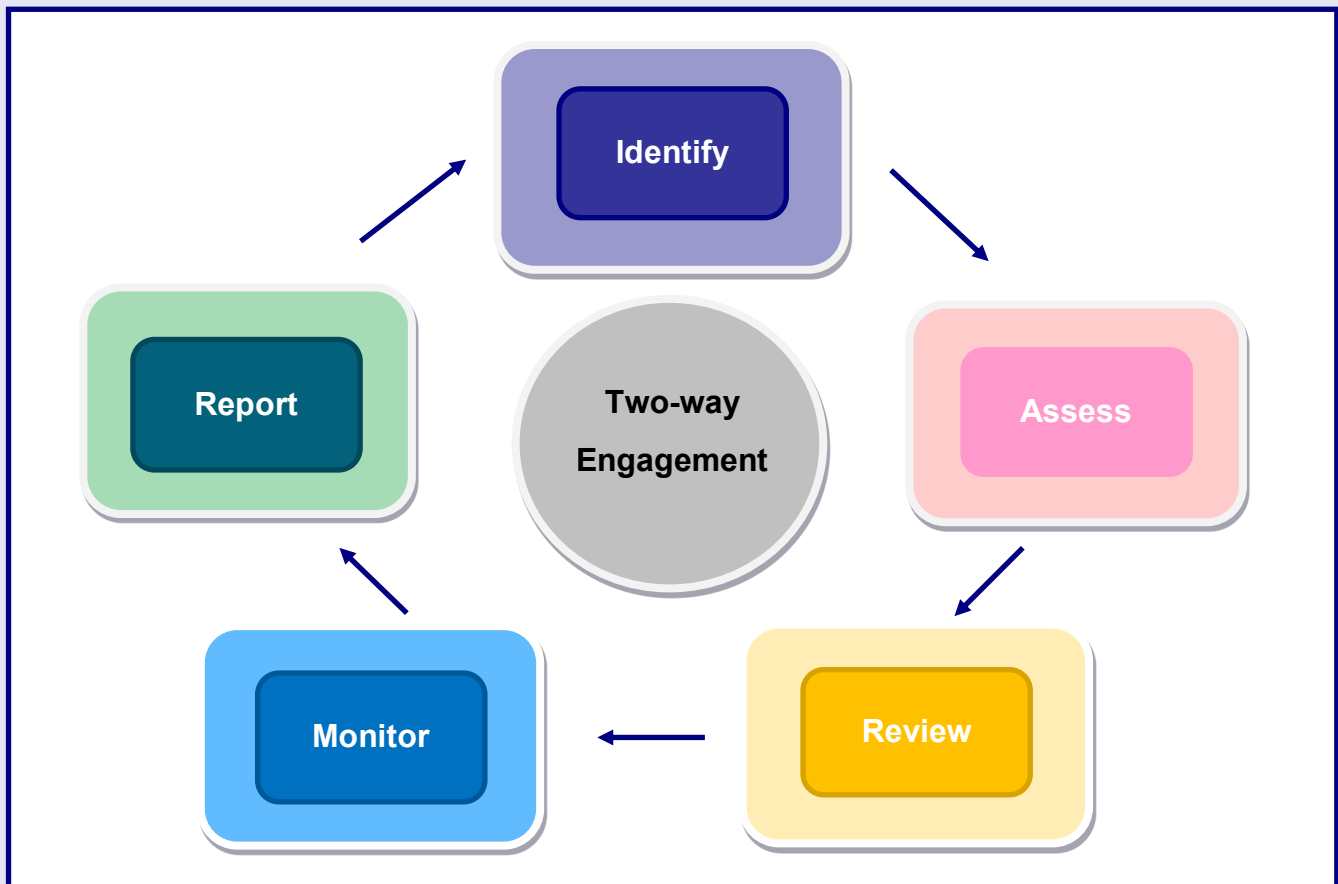 Identify
Assess
Review
Monitor
Report
Two-way
Engagement